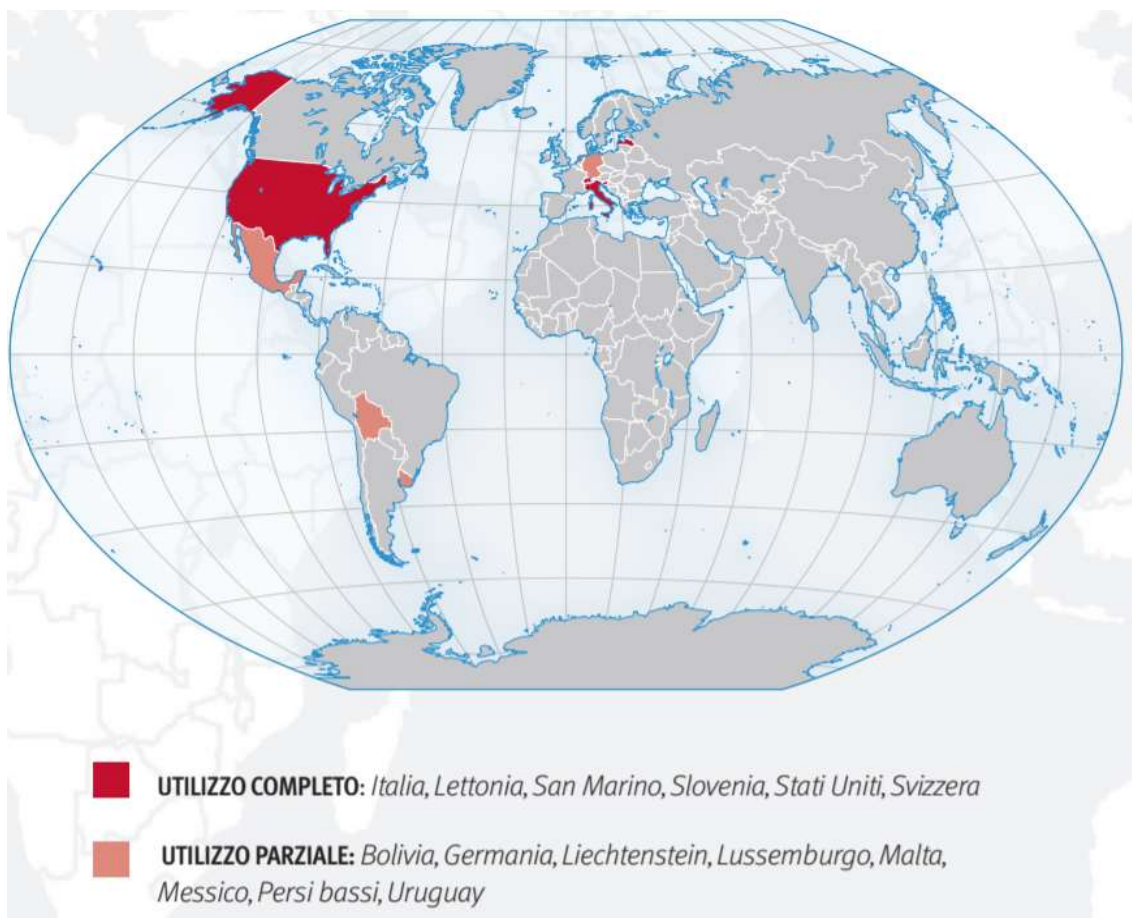 UTILIZZO COMPLETO: Italia, Lettonia, San Marino, Slovenia, Stati Uniti, Svizzera
UTILIZZO PARZIALE: Bolivia, Germania, Liechtenstein, Lussemburgo, Malta,
Messico, Persi bassi, Uruguay